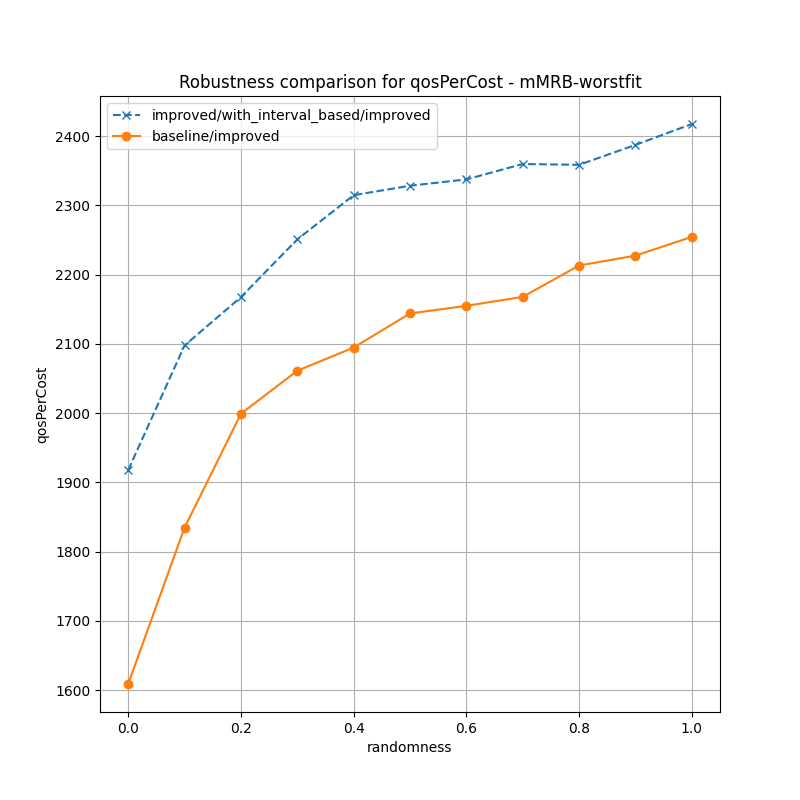 Robustness comparison for qosPerCost - mMRB-worstfit
improved/with_interval_based/improved
baseline/improved
2400
2300
2200
2100
2000
1900
1800
1700
1600
qosPerCost
0.0 0.2 0.4 0.6 0.8 1.0
randomness